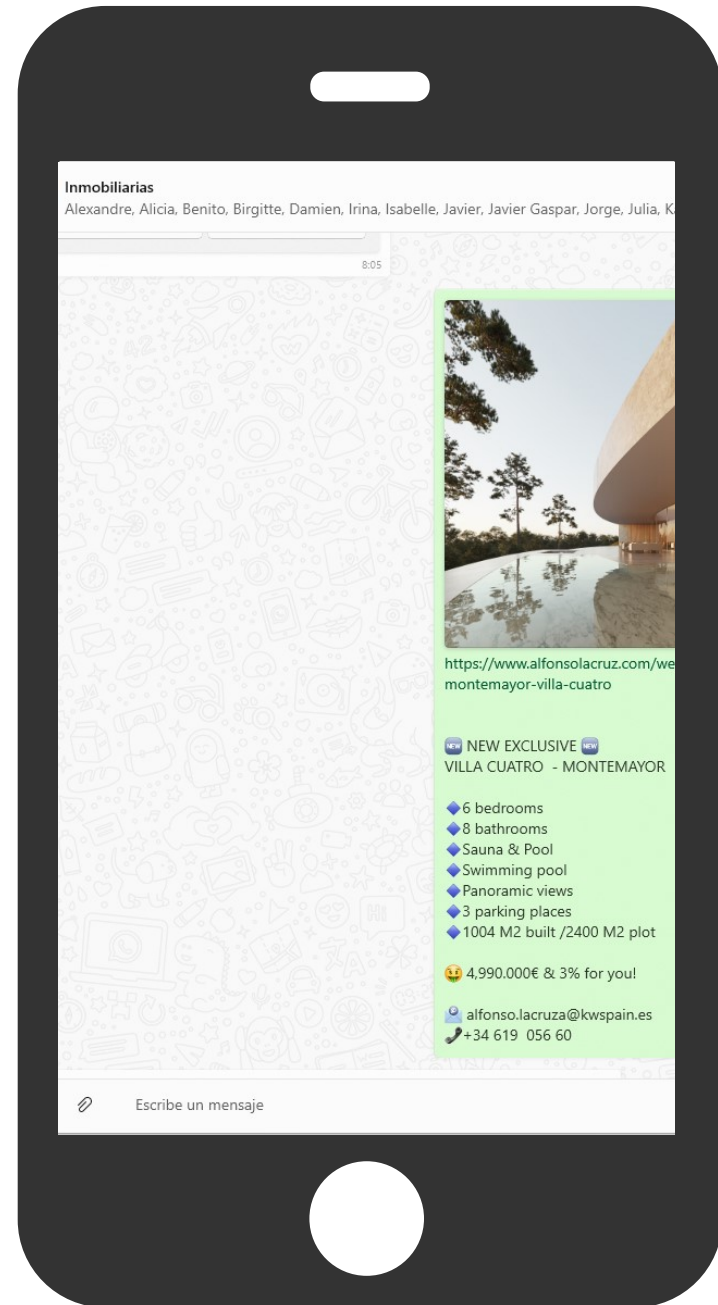 Inmobiliarias
Alexandre, Alicia, Benito, Birgitte, Damien, Irina, Isabelle, Javier, Javier Gaspar, Jorge, Julia, K
8:05
https://www.alfonsolacruz.com/we
montemayor-villa-cuatro
🆕 NEW EXCLUSIVE 🆕
VILLA CUATRO - MONTEMAYOR
🔷6 bedrooms
🔷8 bathrooms
🔷Sauna & Pool
🔷Swimming pool
🔷Panoramic views
🔷3 parking places
🔷1004 M2 built /2400 M2 plot
🤑 4,990.000€ & 3% for you!
📧 alfonso.lacruza@kwspain.es
📞+34 619 056 60
Escribe un mensaje